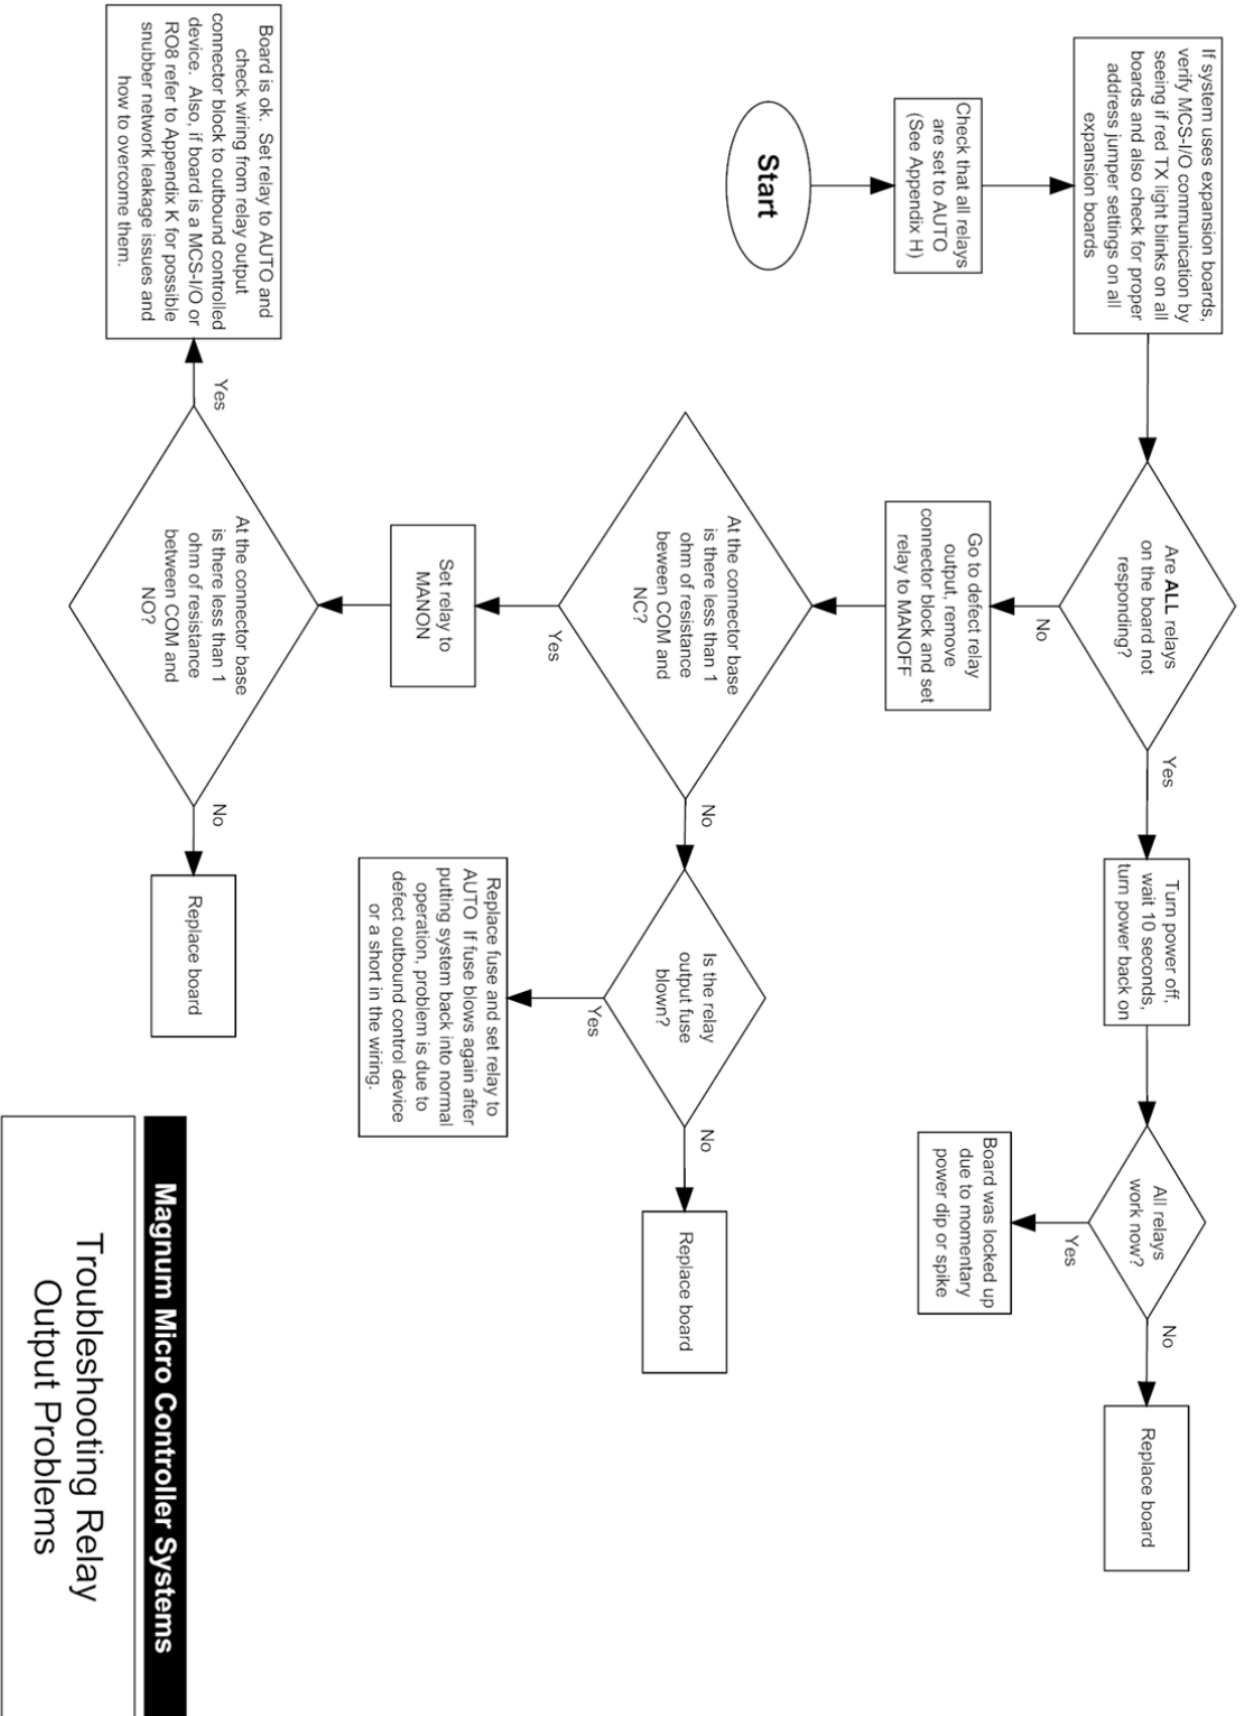 If system uses expansion boards,
verify MCS-I/O communication by
seeing if red TX light blinks on all
boards and also check for proper
address jumper settings on all
expansion boards
Check that all relays
are set to AUTO
(See Appendix H)
Start
Are ALL relays
on the board not
responding?
Yes
No
Turn power off,
wait 10 seconds,
turn power back on
All relays
work now?
No
Yes
Replace board
Board was locked up
due to momentary
power dip or spike
Go to defect relay
output, remove
connector block and set
relay to MANOFF
At the connector base
is there less than 1
ohm of resistance
beween COM and
NC?
No
Yes
Is the relay
output fuse
blown?
No
Yes
Replace board
Replace fuse and set relay to
AUTO If fuse blows again after
putting system back into normal
operation, problem is due to
defect outbound control device
or a short in the wiring.
Set relay to
MANON
At the connector base
is there less than 1
ohm of resistance
between COM and
NO?
Yes
No
Replace board
Board is ok. Set relay to AUTO and
check wiring from relay output
connector block to outbound controlled
device. Also, if board is a MCS-I/O or
RO8 refer to Appendix K for possible
snubber network leakage issues and
how to overcome them.
Magnum Micro Controller Systems
Troubleshooting Relay
Output Problems